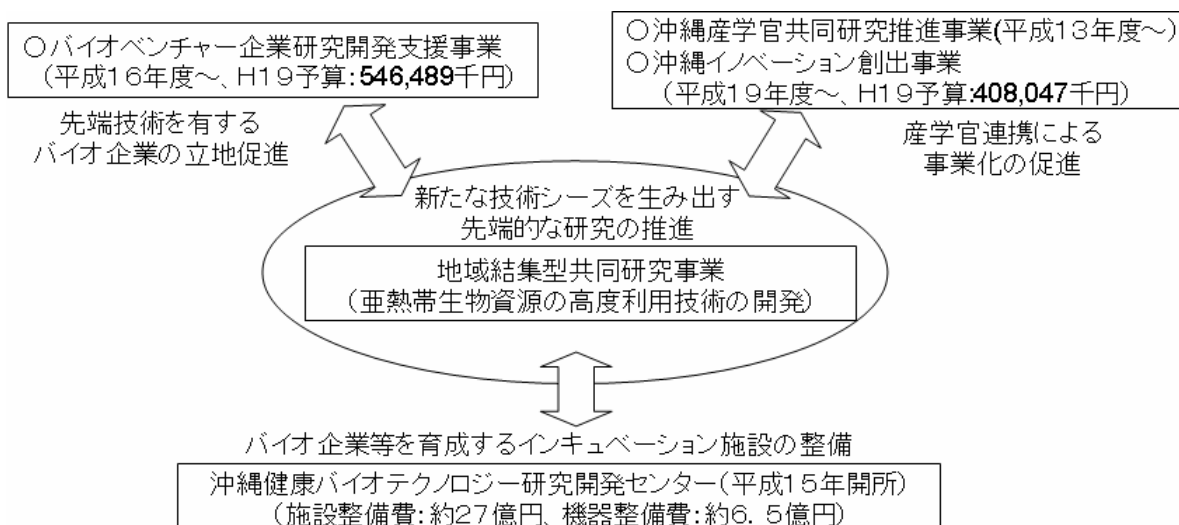 ○バイオベンチャー企業研究開発支援事業
（平成16年度～、H19予算：546,489千円）
先端技術を有する
バイオ企業の立地促進
○沖縄産学官共同研究推進事業(平成13年度～)
○沖縄イノベーション創出事業
（平成19年度～、H19予算:408,047千円）
産学官連携による
事業化の促進
新たな技術シーズを生み出す
先端的な研究の推進
地域結集型共同研究事業
（亜熱帯生物資源の高度利用技術の開発）
バイオ企業等を育成するインキュベーション施設の整備
沖縄健康バイオテクノロジー研究開発センター（平成15年開所）
（施設整備費：約27億円、機器整備費：約6．5億円）